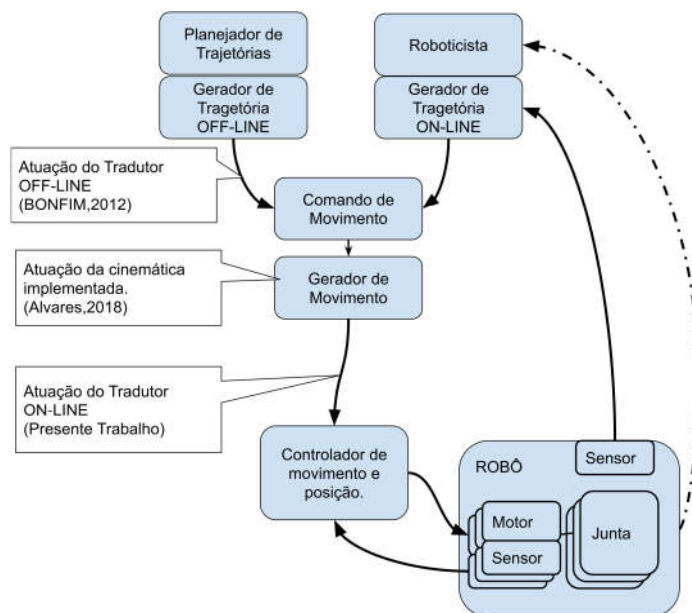 Planejador de
Trajetórias
Roboticista
Gerador de
Tragetória
OFF-LINE
Gerador de
Tragetória
ON-LINE
Atuação do Tradutor
OFF-LINE
(BONFIM,2012)
Comando de
Movimento
Atuação da cinemática
implementada.
(Alvares,2018)
Gerador de
Movimento
Atuação do Tradutor
ON-LINE
(Presente Trabalho)
Controlador de
movimento e
posição.
ROBÔ
Sensor
Motor
Sensor
Junta